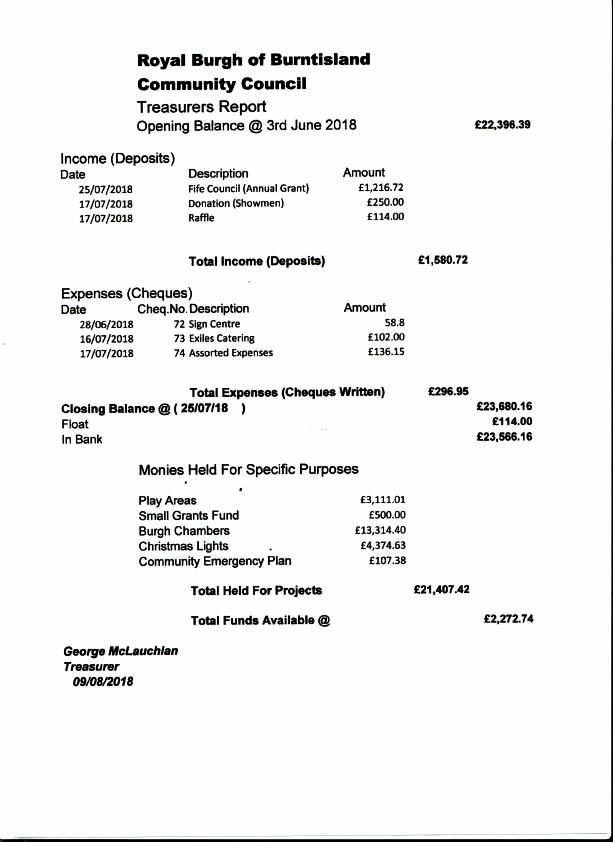 Royal Burgh of Burntisland
Community Council
Treasurers Report
Opening Balance @ 3rd June 2018 £22,396.39
Income (Deposits)
Date Description Amount
25/07/2018 Fife Council (Annual Grant) £1,216.72
17/07/2018 Donation (Showmen) £250.00
17/07/2018 Raffle £114.00
Total Income (Deposits) £1,580.72
Expenses (Cheques)
Date Cheq.No. Description Amount
28/06/2018 72 Sign Centre 58.8
16/07/2018 73 Exiles Catering £102.00
17/07/2018 74 Assorted Expenses £136.15
Total Expenses (Cheques Written) £296.95
Closing Balance @ ( 25/07/18 ) £23,680.16
Float £114.00
In Bank £23,566.16
Monies Held For Specific Purposes
Play Areas £3,111.01
Small Grants Fund £500.00
Burgh Chambers £13,314.40
Christmas Lights £4,374.63
Community Emergency Plan £107.38
Total Held For Projects £21,407.42
Total Funds Available @ £2,272.74
George McLauchlan
Treasurer
09/08/2018